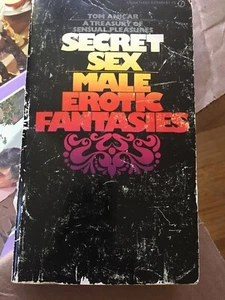 TOM ANICAR
A TREASURY OF
SENSUAL PLEASURES
SECRET
SEX
MALE
EROTIC
FANTASIES